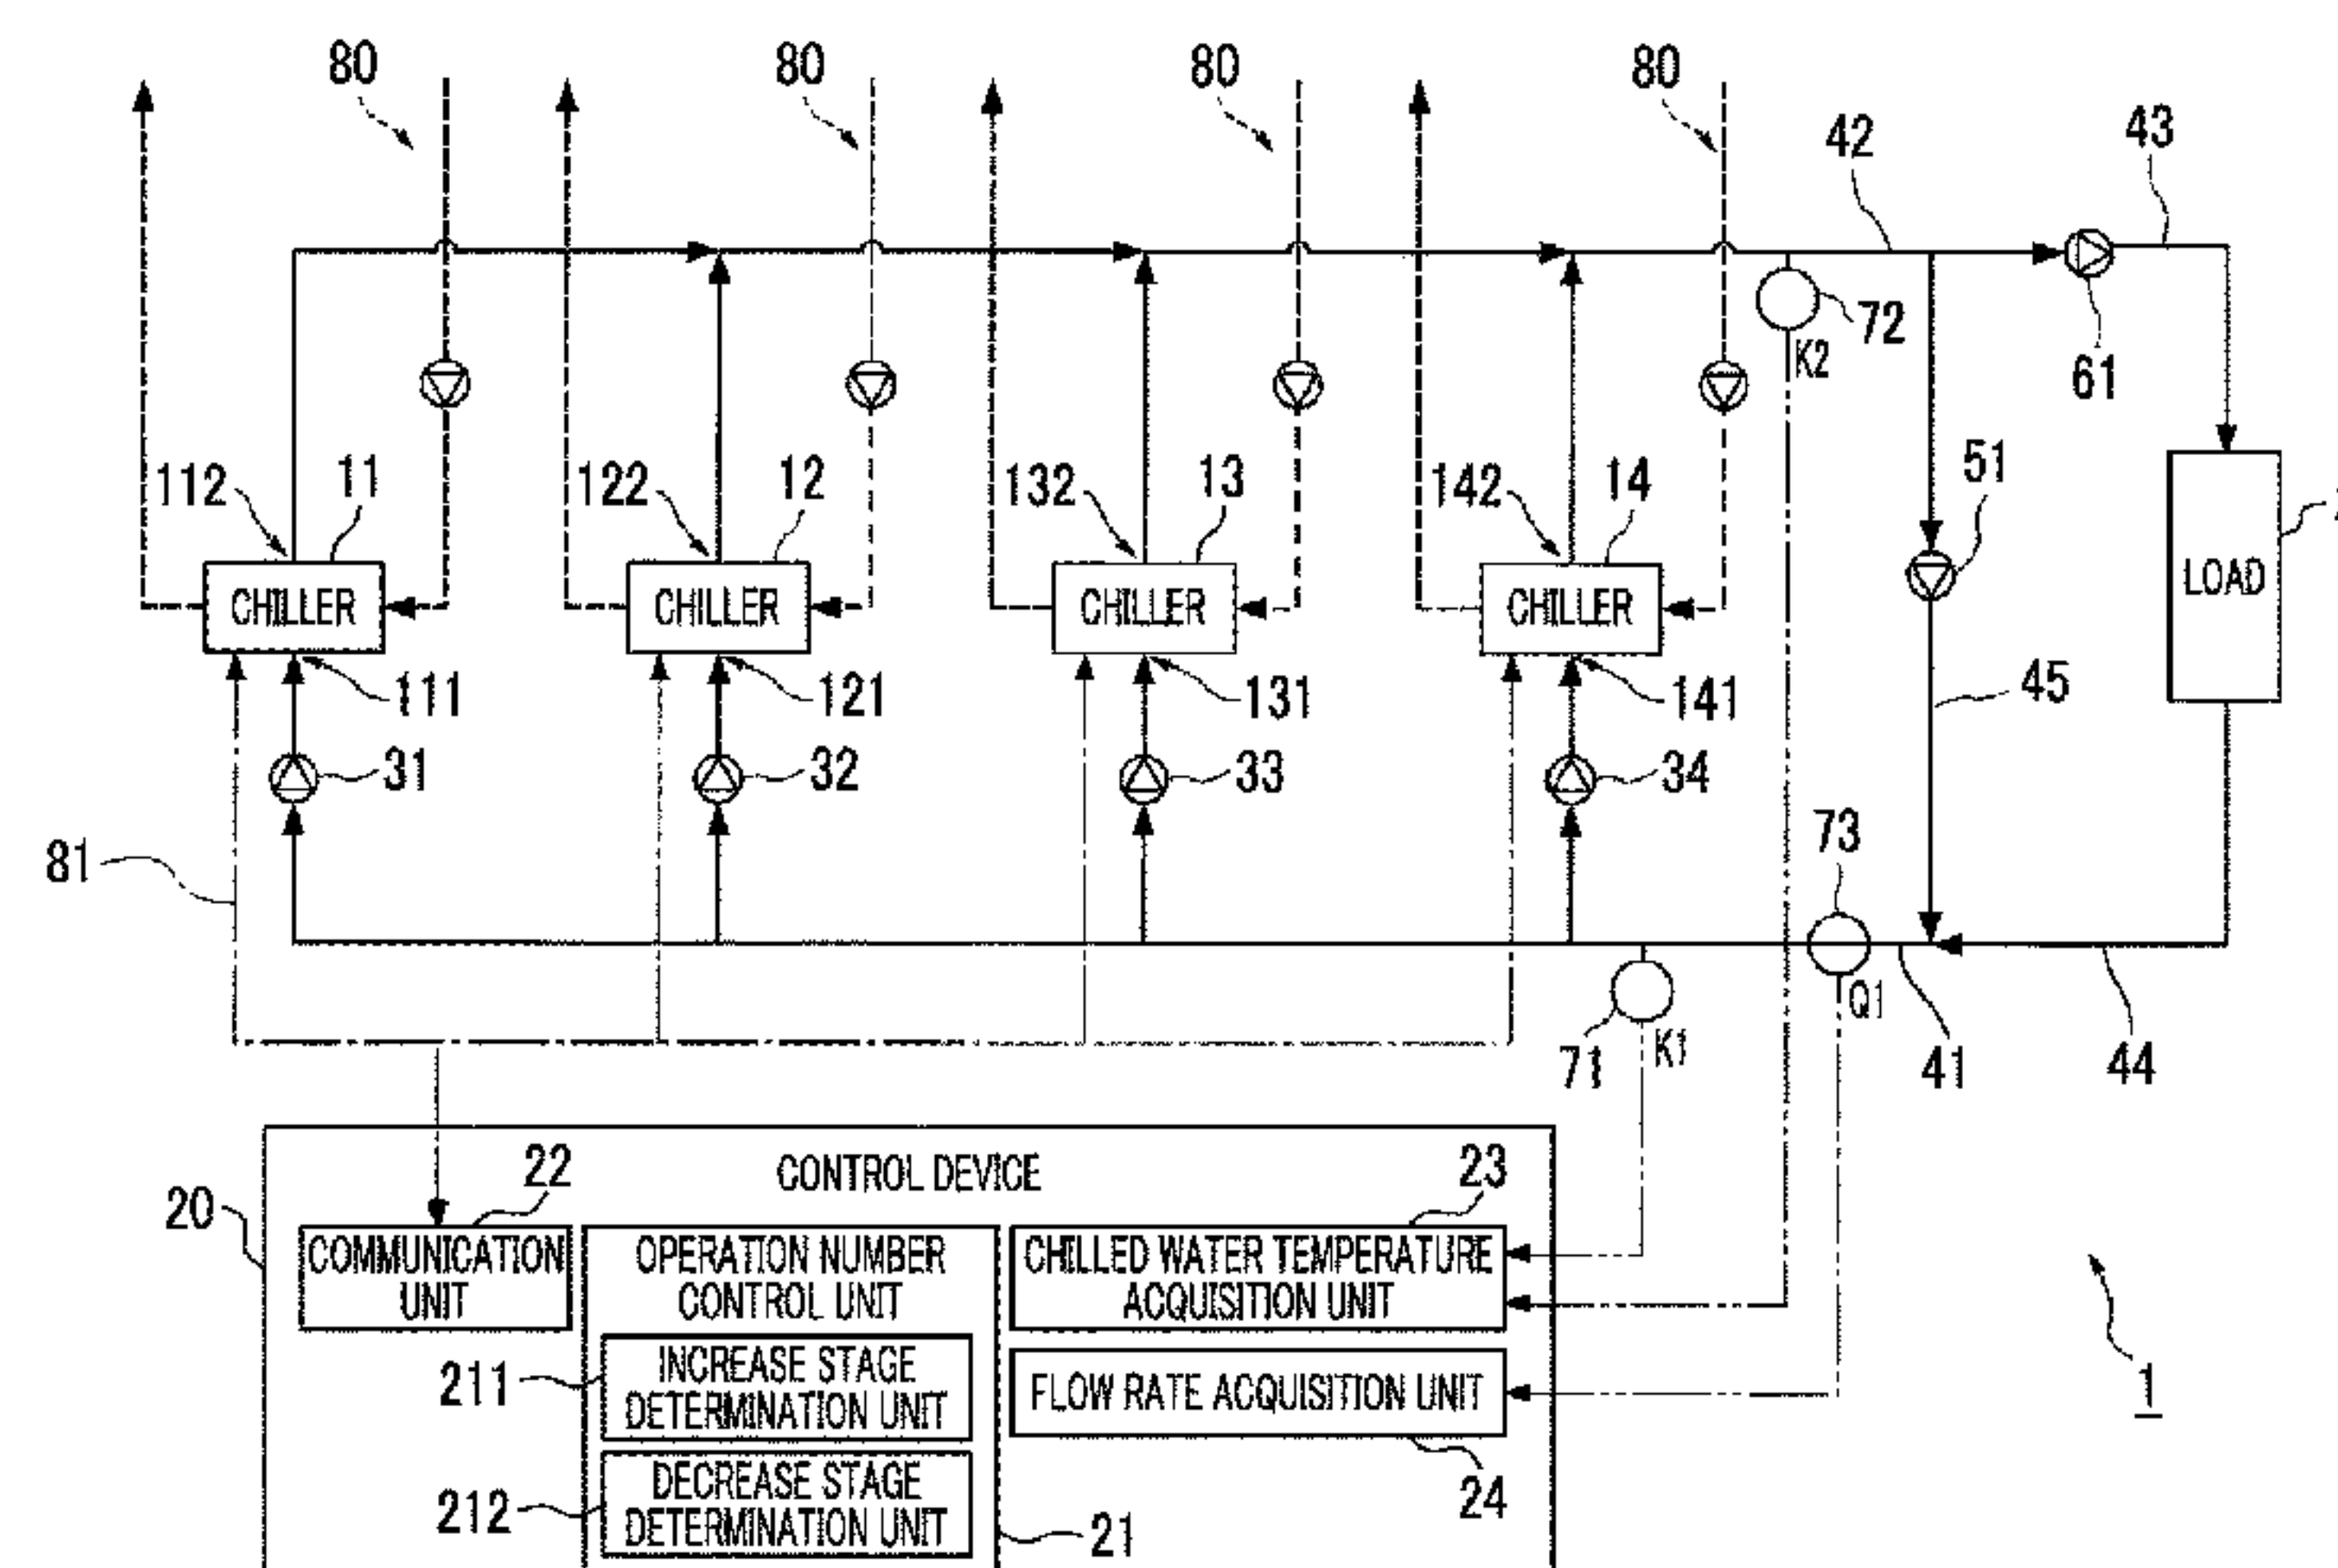 80 80 80 80
42 43
72
K2
61
112 11 122 12 132 13 142 14 51
CHILLER CHILLER CHILLER CHILLER LOAD
111 121 131 141 45
31 32 33 34
81 73
Q1
71 K1 41 44
CONTROL DEVICE
20 22 23
COMMUNICATION
UNIT
OPERATION NUMBER
CONTROL UNIT
CHILLED WATER TEMPERATURE
ACQUISITION UNIT
211 INCREASE STAGE
DETERMINATION UNIT
FLOW RATE ACQUISITION UNIT
1
24
212 DECREASE STAGE
DETERMINATION UNIT
21